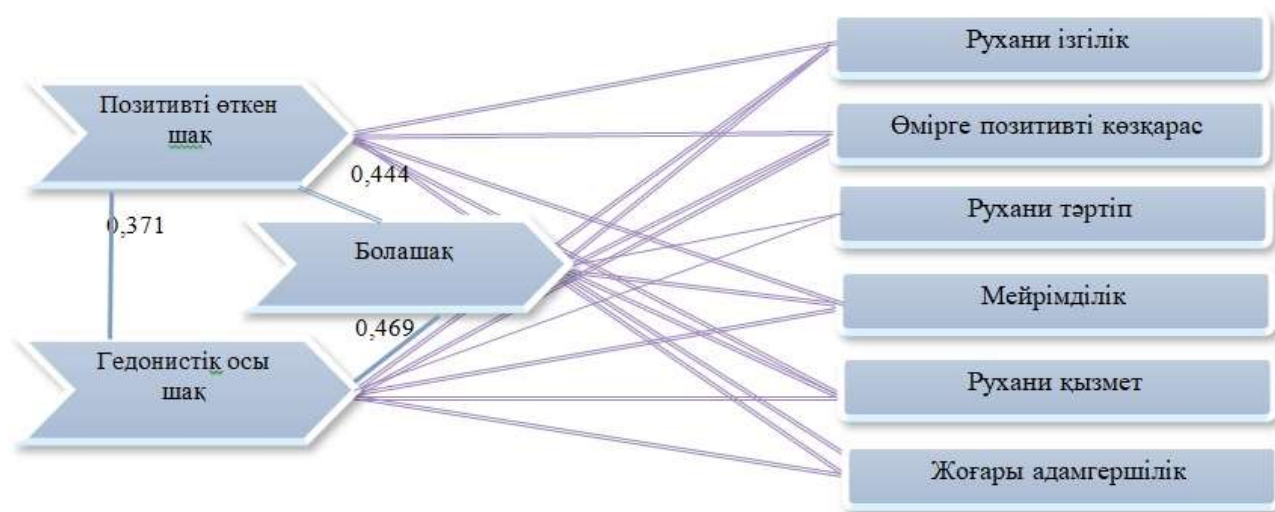 Рухани ізгілік
Позитивті өткен
шақ
Өмірге позитивті көзқарас
0,444
0,371
Рухани тәртіп
Болашақ
Мейрімділік
0,469
Гедонистік осы
шақ
Рухани қызмет
Жоғары адамгершілік